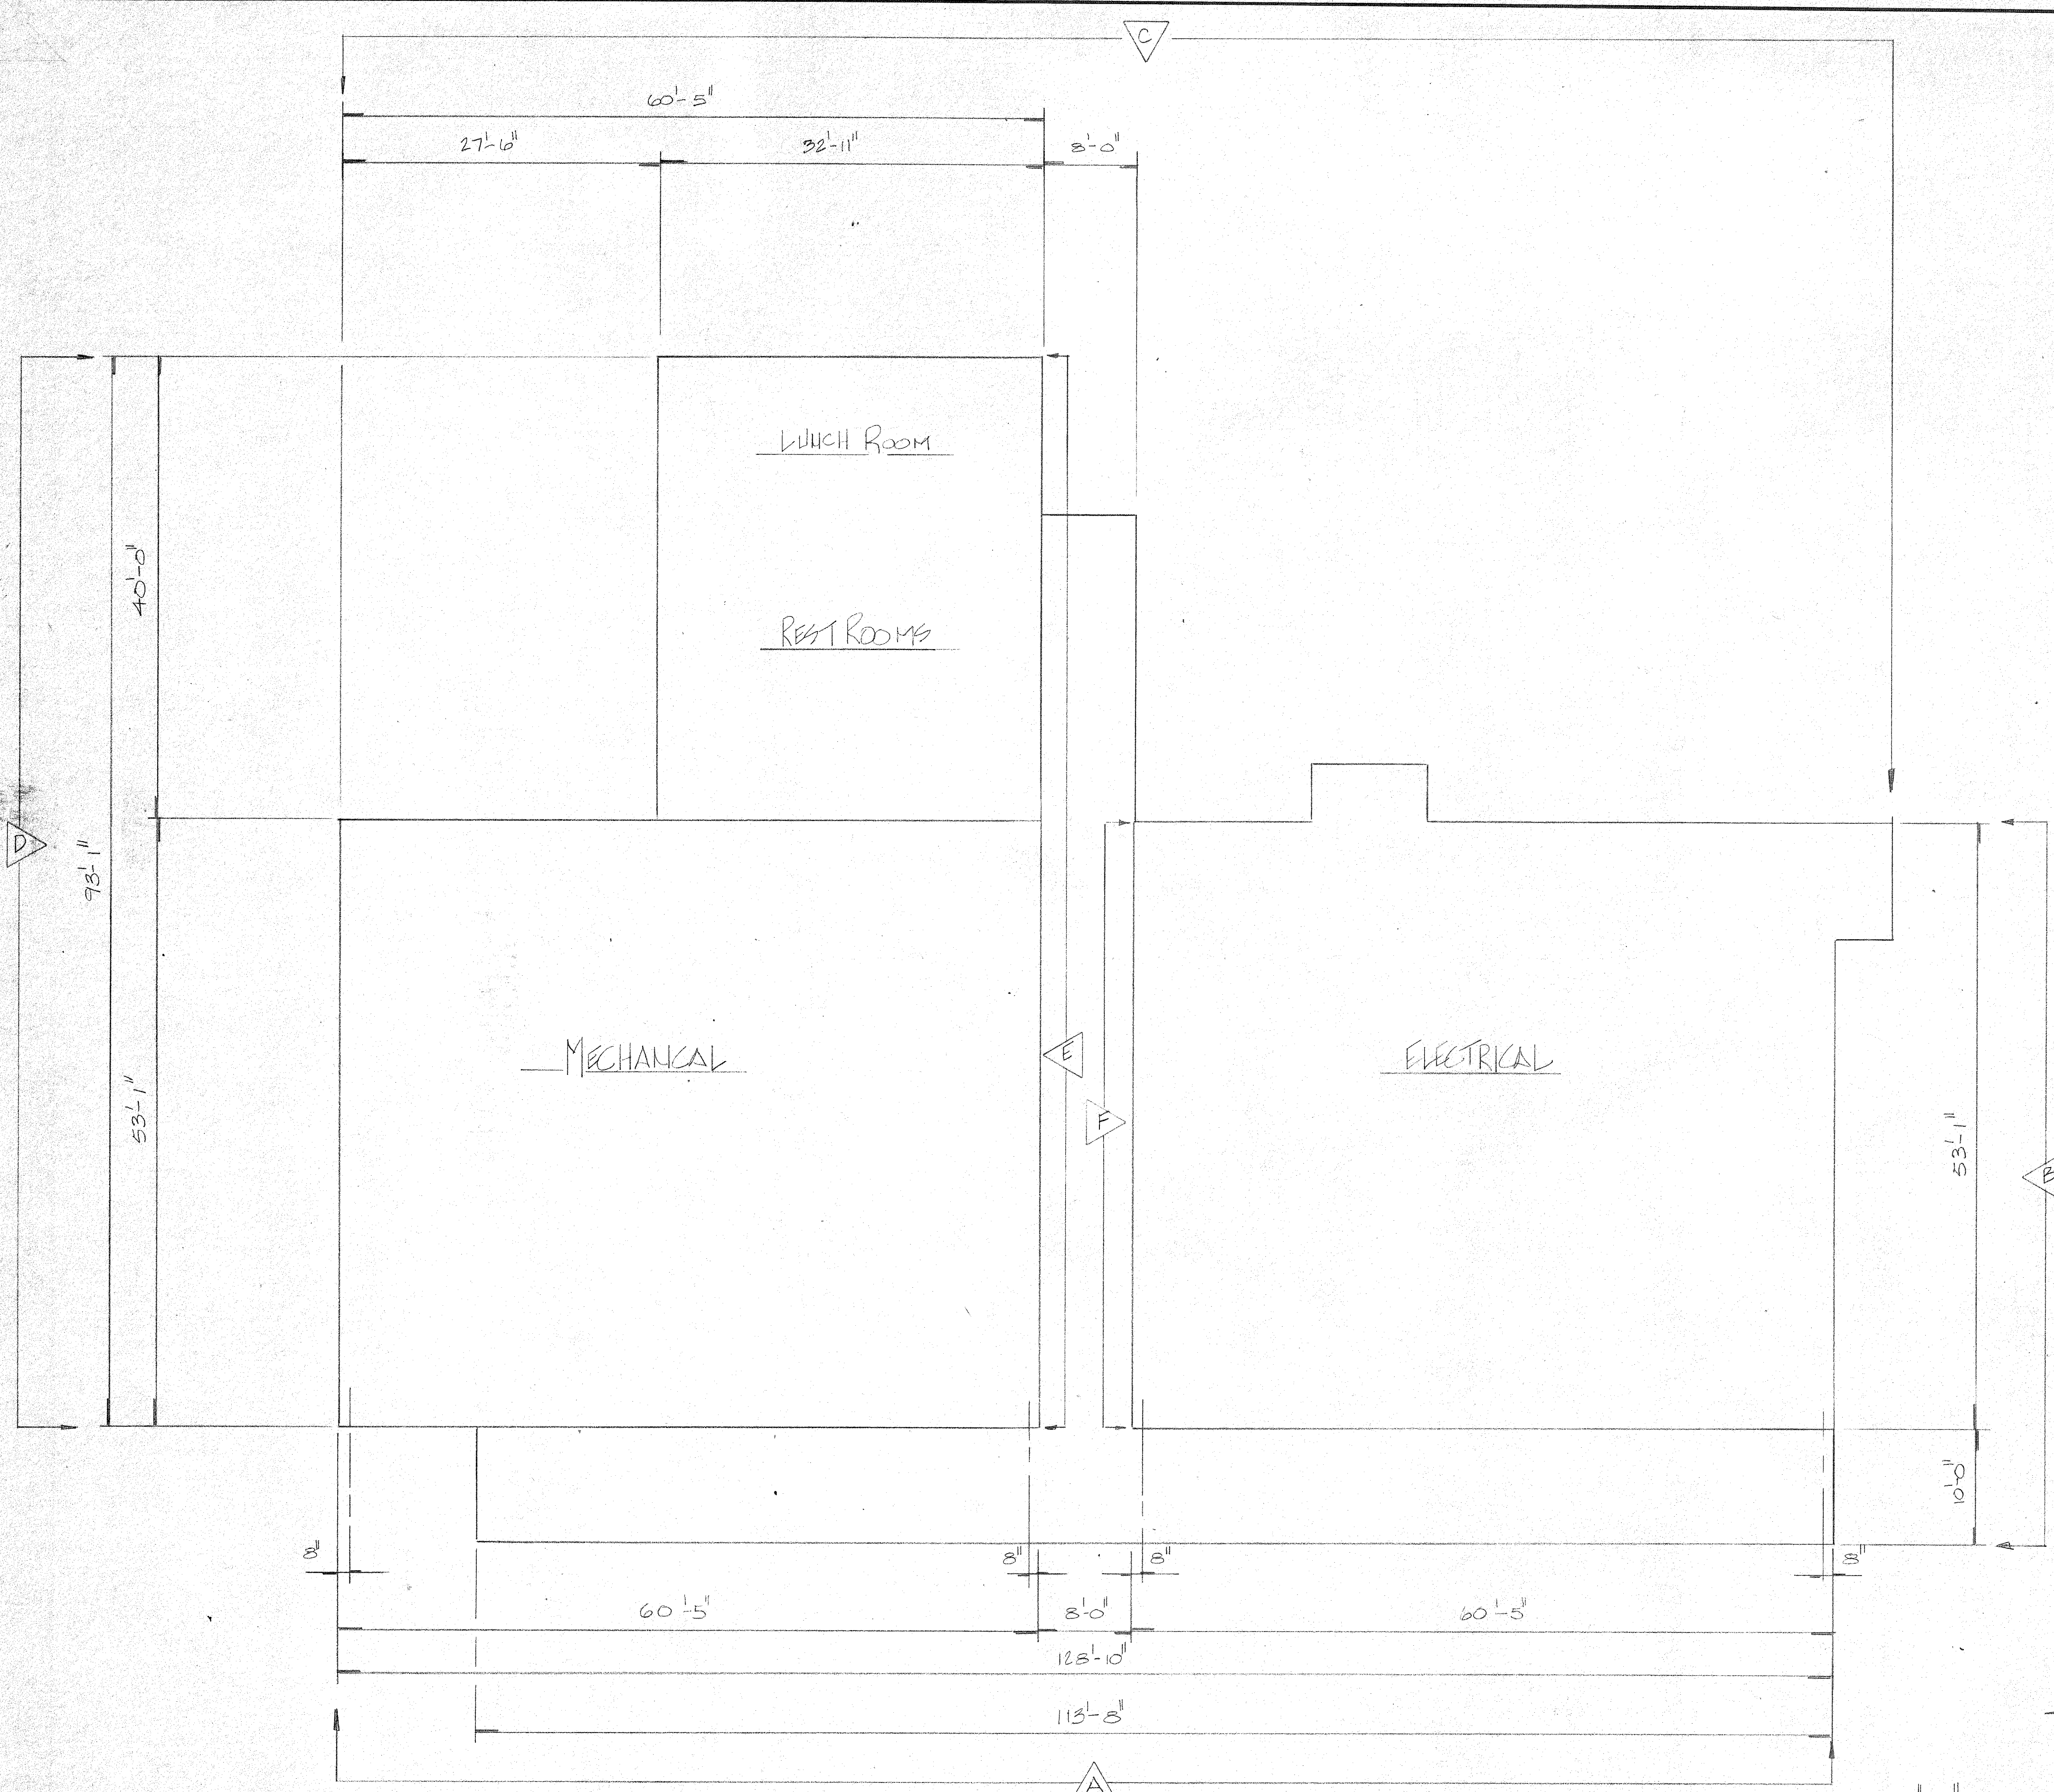 C
60'-5"
27'-6" 32'-11" 8'-0"
LUNCH ROOM
40'-0"
REST ROOMS
D
93'-1"
MECHANICAL
E
ELECTRICAL
F
53'-1"
53'-1"
B
10'-0"
8" 8" 8" 8"
60'-5" 8'-0" 60'-5"
128'-10"
113'-8"
A